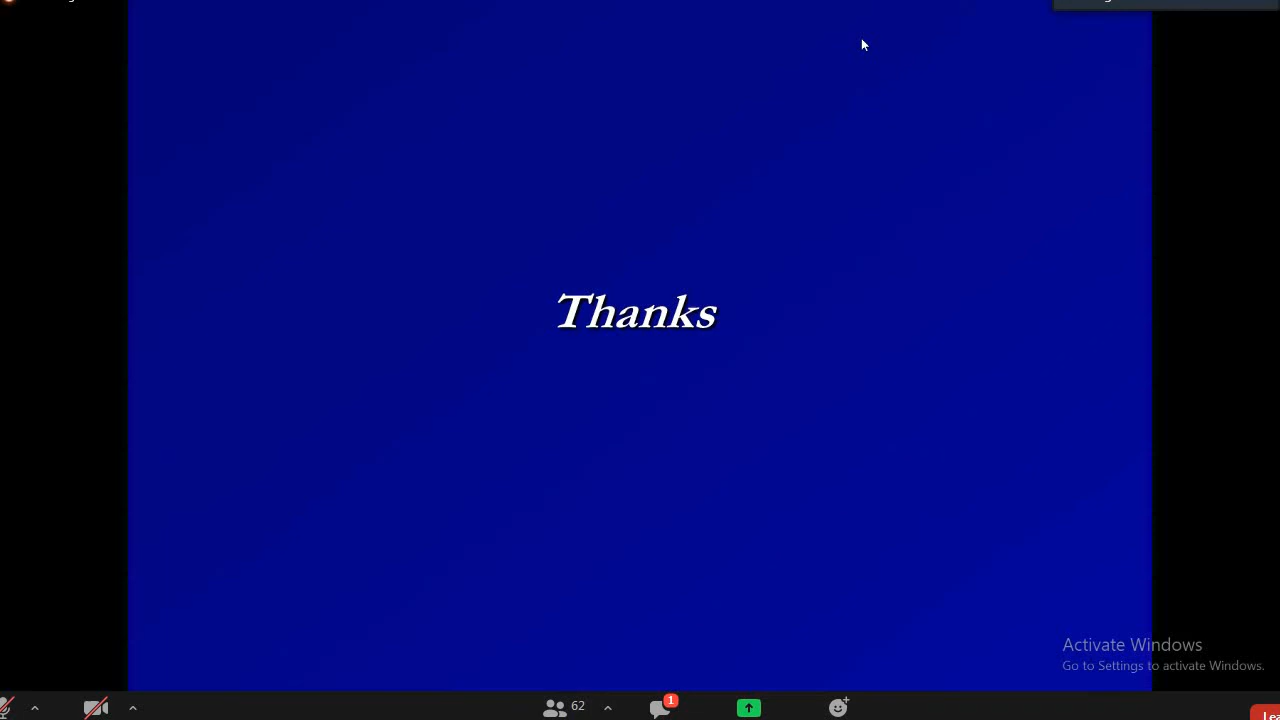 Thanks
Activate Windows
Go to Settings to activate Windows.
62
1